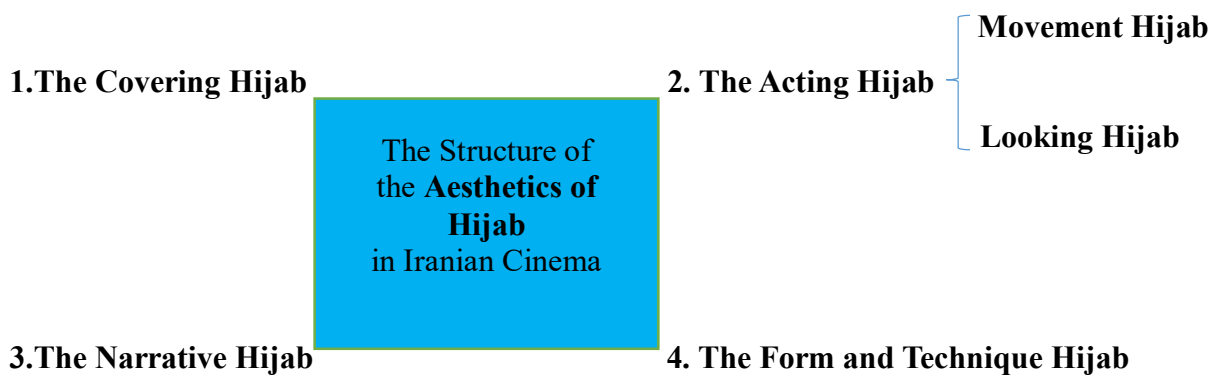 Movement Hijab
1.The Covering Hijab
2. The Acting Hijab
Looking Hijab
The Structure of
the Aesthetics of
Hijab
in Iranian Cinema
3.The Narrative Hijab
4. The Form and Technique Hijab